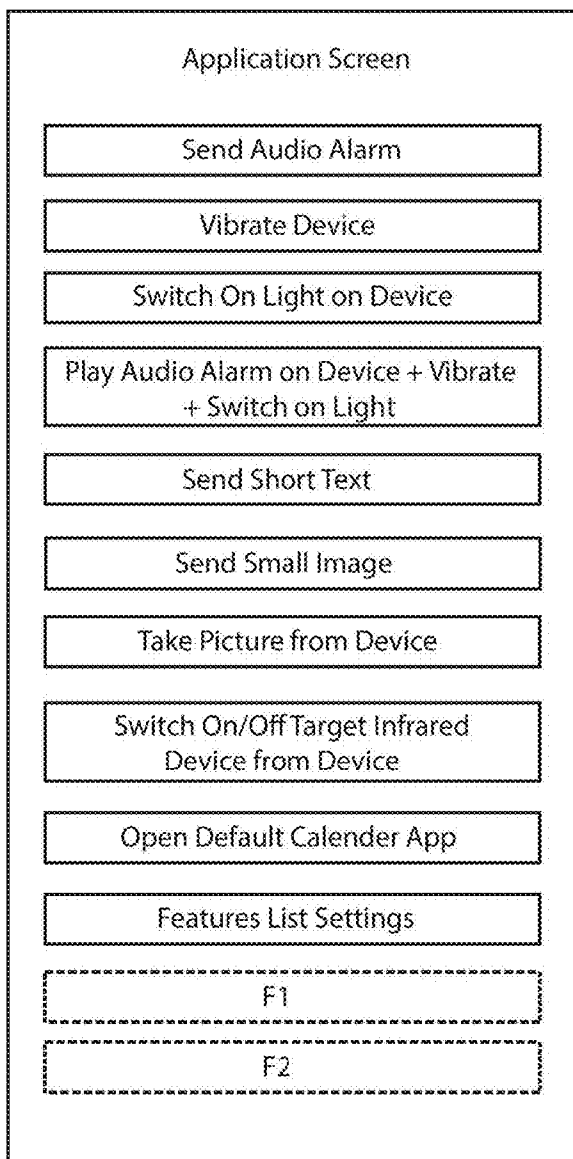 Application Screen
Send Audio Alarm
Vibrate Device
Switch On Light on Device
Play Audio Alarm on Device + Vibrate
+ Switch on Light
Send Short Text
Send Small Image
Take Picture from Device
Switch On/Off Target Infrared
Device from Device
Open Default Calender App
Features List Settings
F1
F2